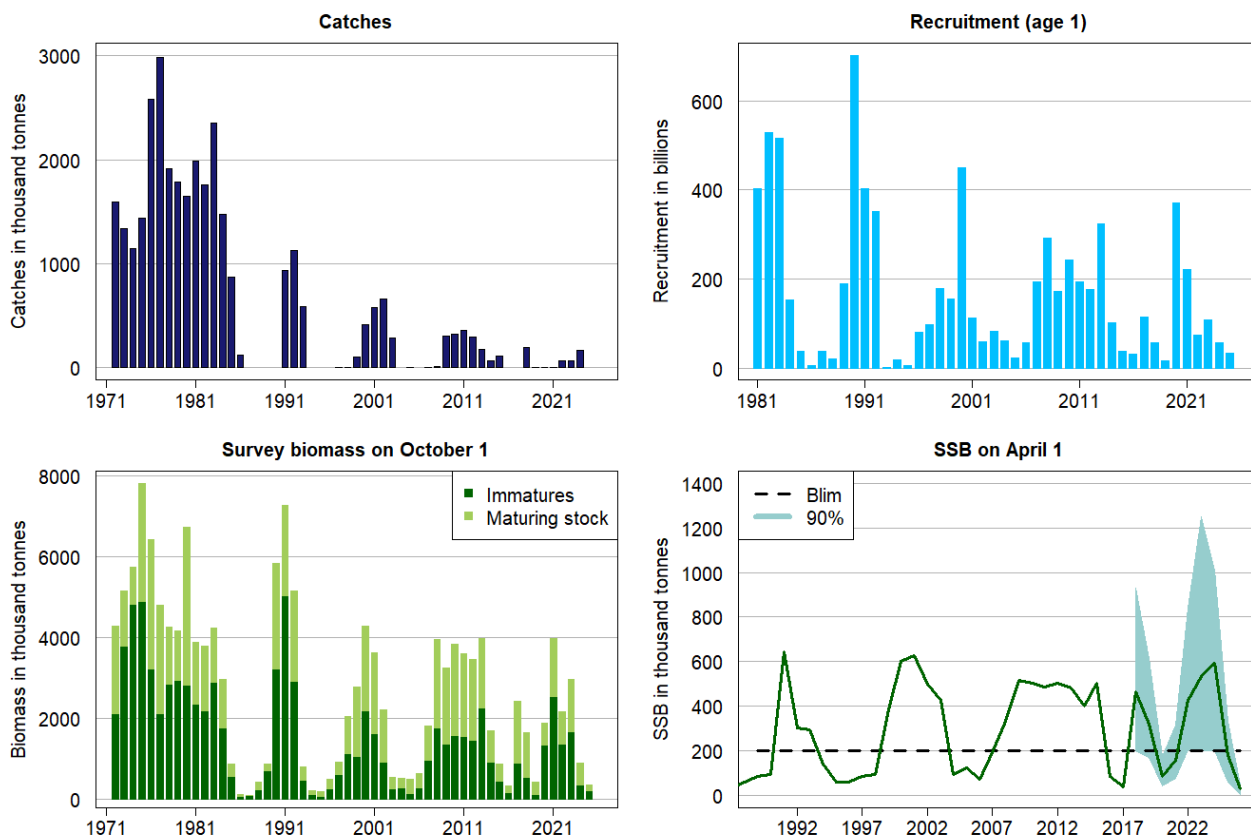 Catches
Catches in thousand tonnes
3000
2000
1000
0
1971 1981 1991 2001 2011 2021
Recruitment (age 1)
Recruitment in billions
600
400
200
0
1981 1991 2001 2011 2021
Survey biomass on October 1
Biomass in thousand tonnes
8000
6000
4000
2000
0
Immatures
Maturing stock
1971 1981 1991 2001 2011 2021
SSB on April 1
SSB in thousand tonnes
1400
1200
1000
800
600
400
200
0
Blim
90%
1992 1997 2002 2007 2012 2017 2022